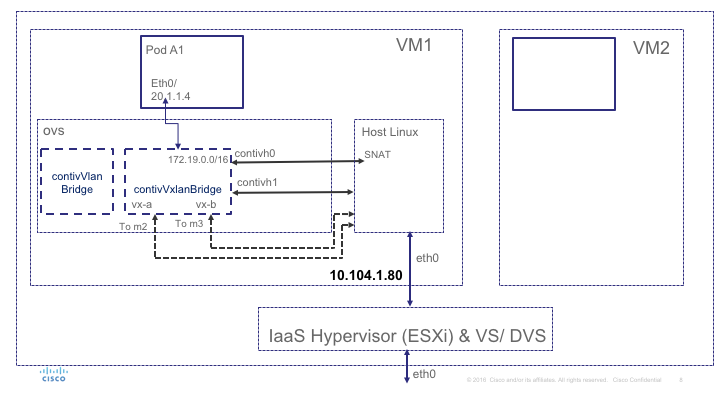 VM1
VM2
Pod A1
Eth0/
20.1.1.4
ovs
Host Linux
contivVlan
Bridge
172.19.0.0/16
contivVxlanBridge
vx-a
vx-b
contivh0
contivh1
SNAT
To m2
To m3
eth0
10.104.1.80
IaaS Hypervisor (ESXi) & VS/ DVS
eth0
CISCO
© 2016 Cisco and/or its affiliates. All rights reserved. Cisco Confidential
6